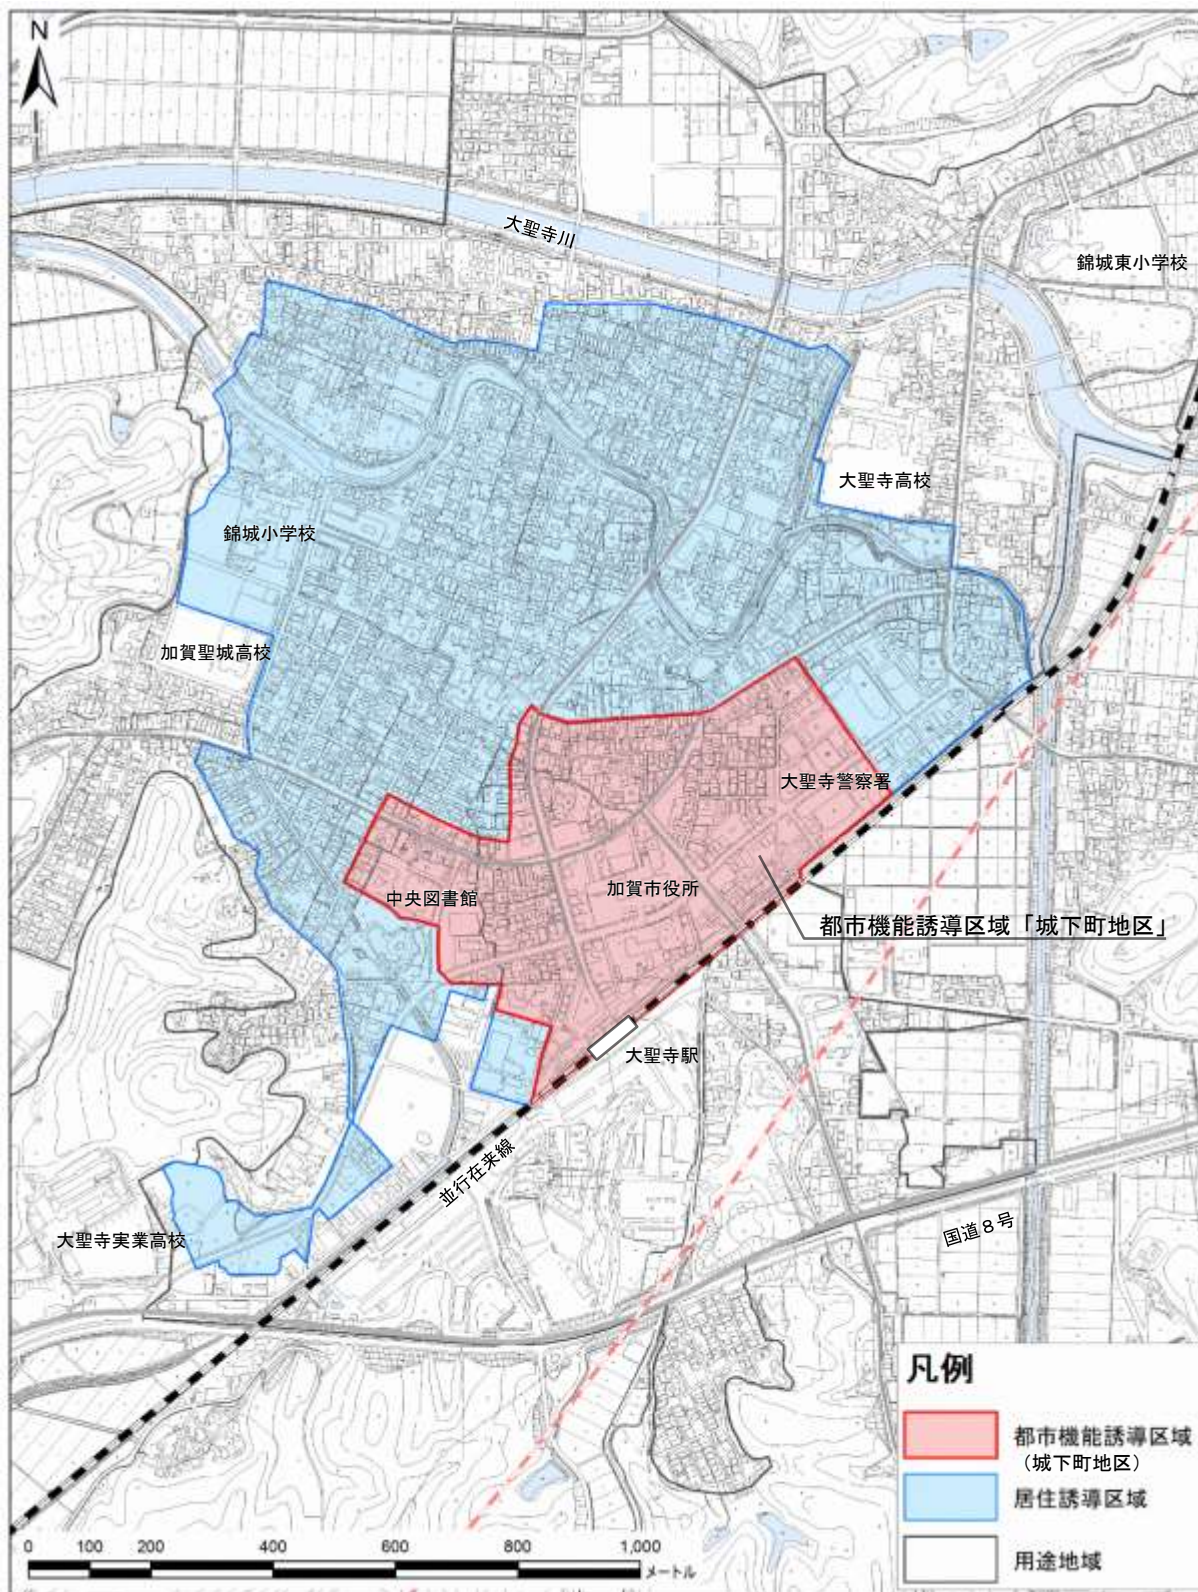 N
大聖寺川
錦城東小学校
大聖寺高校
錦城小学校
加賀聖城高校
大聖寺警察署
中央図書館
加賀市役所
都市機能誘導区域「城下町地区」
大聖寺駅
並行在来線
大聖寺実業高校
国道８号
凡例
都市機能誘導区域
（城下町地区）
居住誘導区域
用途地域
0 100 200 400 600 800 1,000
メートル